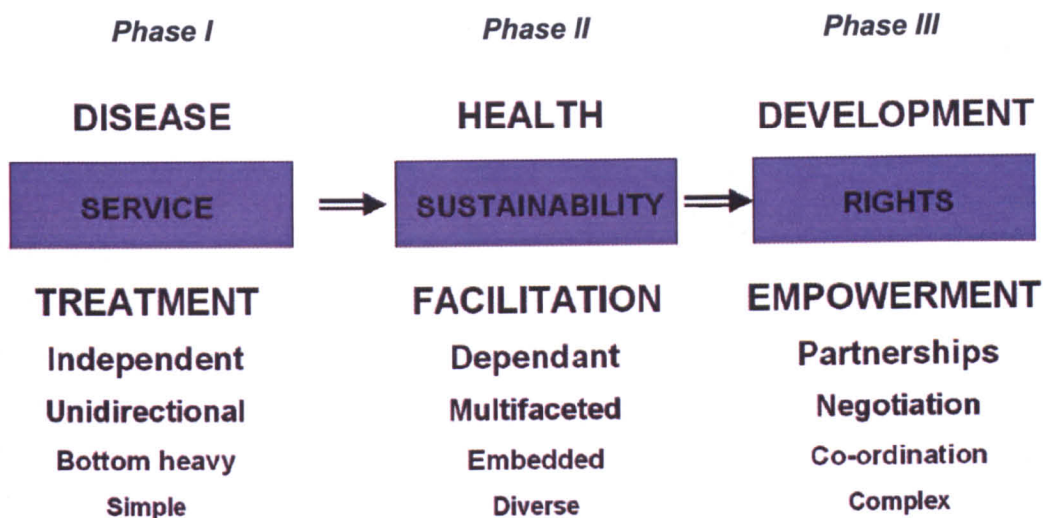 Phase I Phase II Phase III
DISEASE HEALTH DEVELOPMENT
SERVICE SUSTAINABILITY RIGHTS
TREATMENT FACILITATION EMPOWERMENT
Independent Dependant Partnerships
Unidirectional Multifaceted Negotiation
Bottom heavy Embedded Co-ordination
Simple Diverse Complex